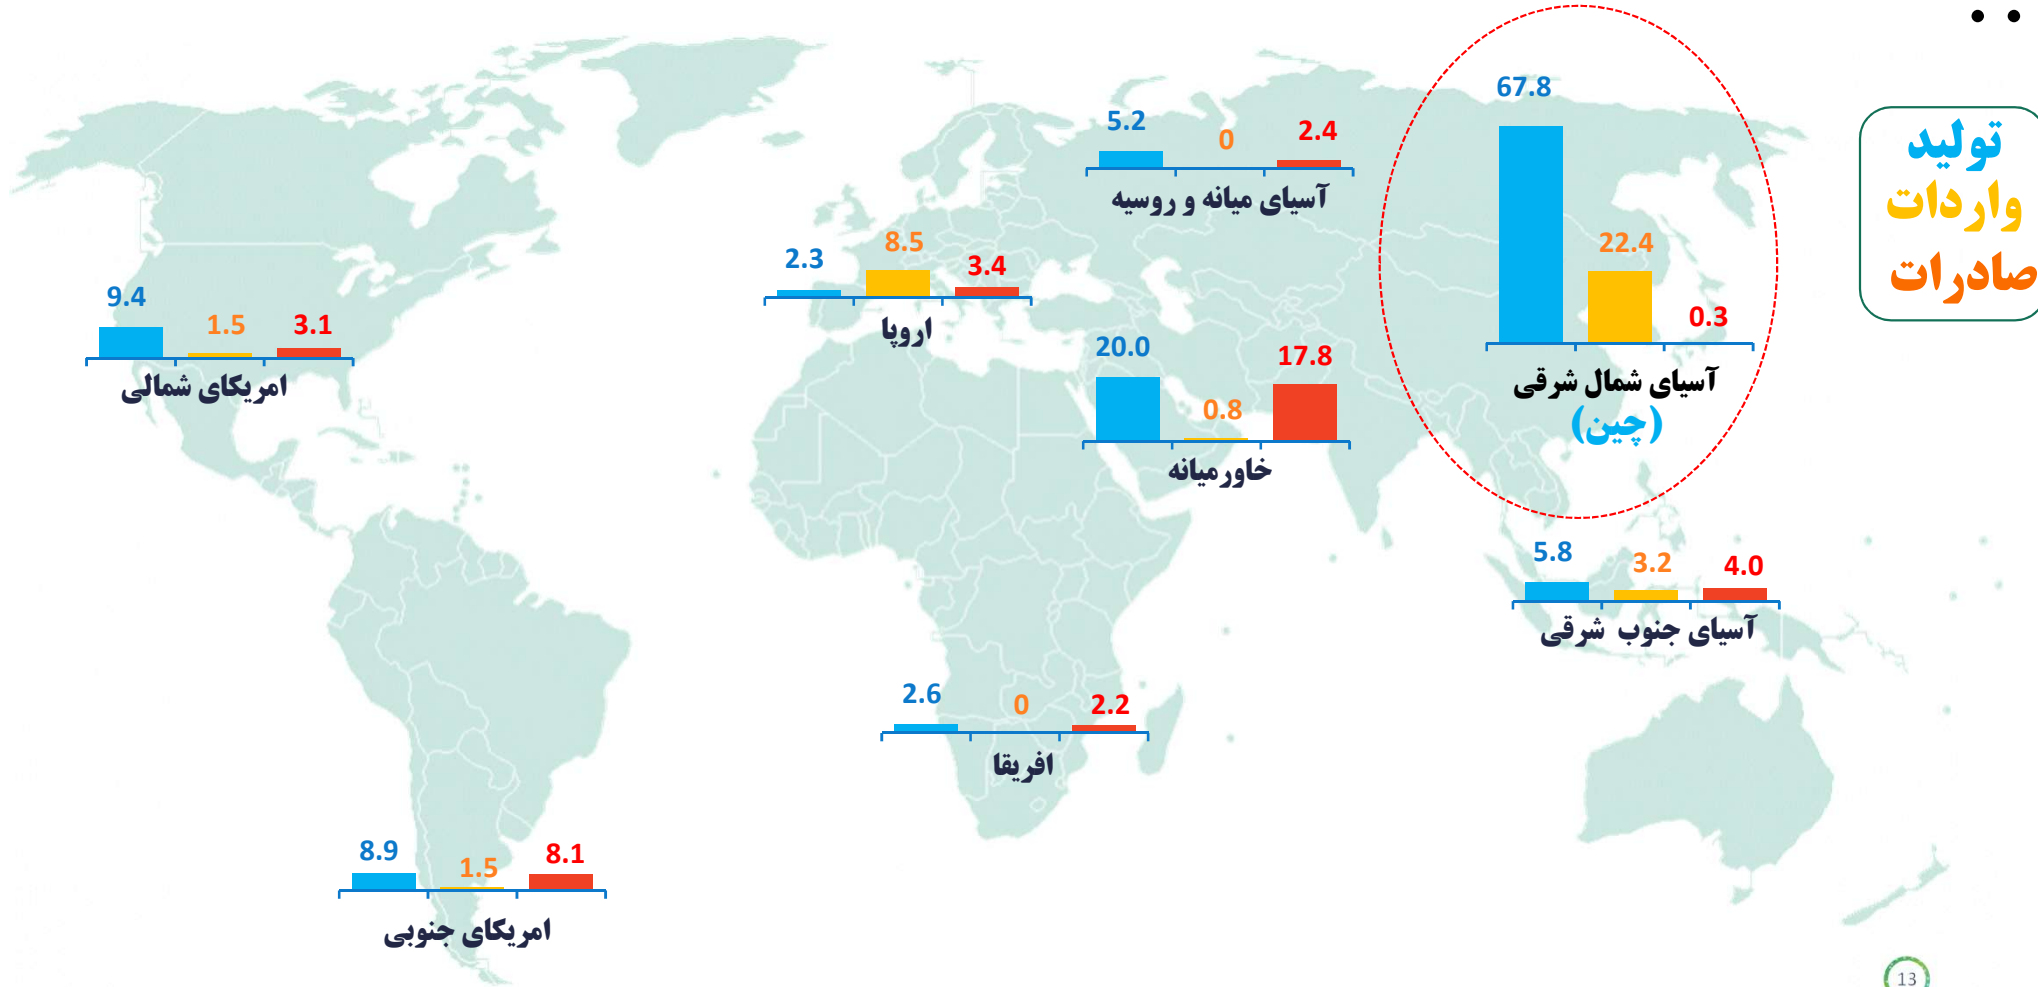 تولید
واردات
صادرات
67.8
22.4
0.3
آسیای شمال شرقی
(چین)
5.2
0
2.4
آسیای میانه و روسیه
2.3
8.5
3.4
اروپا
9.4
1.5
3.1
امریکای شمالی
20.0
0.8
17.8
خاورمیانه
5.8
3.2
4.0
آسیای جنوب شرقی
2.6
0
2.2
افریقا
8.9
1.5
8.1
امریکای جنوبی
13